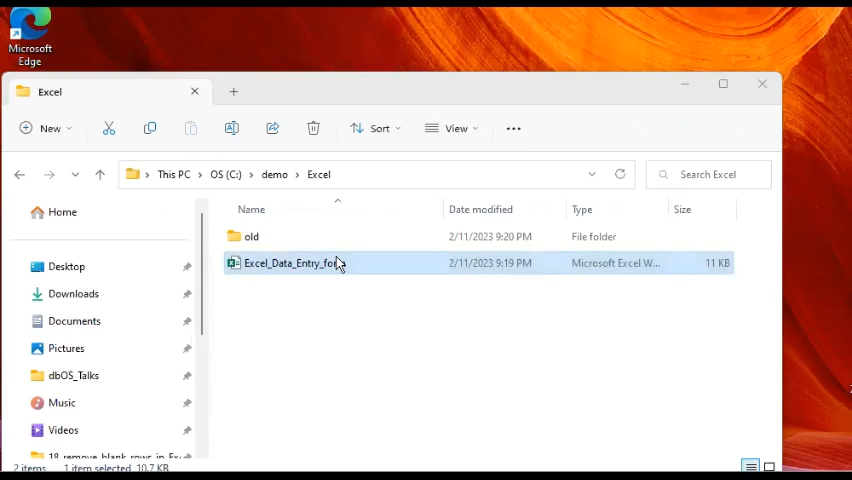 Microsoft
Edge
Excel
New
Sort
View
This PC
OS (C:)
demo
Excel
Search Excel
Name
Date modified
Type
Size
Home
Desktop
Downloads
Documents
Pictures
dbOS_Talks
Music
Videos
old
2/11/2023 9:20 PM
File folder
2/11/2023 9:19 PM
Microsoft Excel W...
11 KB
2 items
1 item selected 10.7 KB